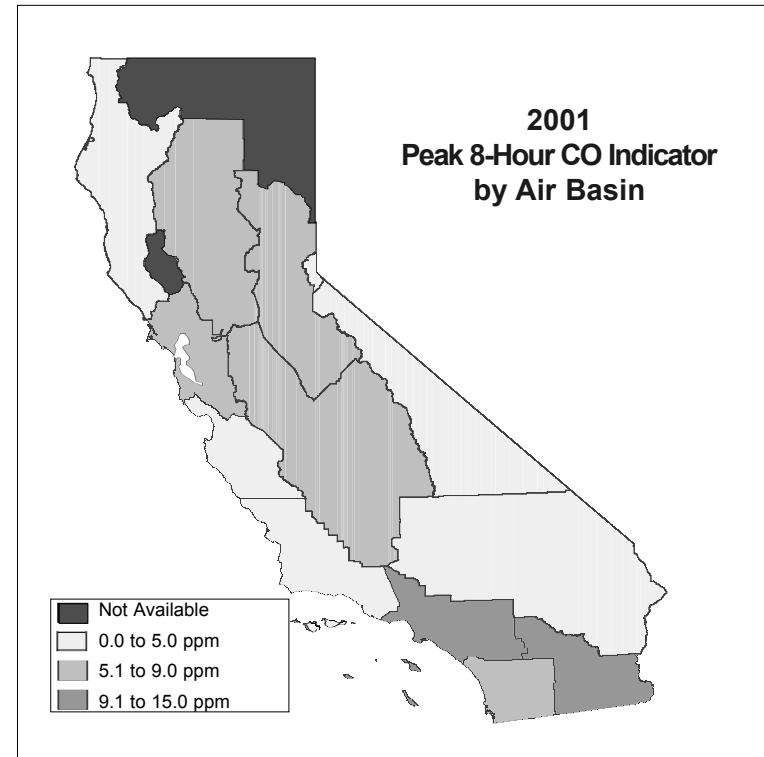 2001
Peak 8-Hour CO Indicator
by Air Basin
Not Available
0.0 to 5.0 ppm
5.1 to 9.0 ppm
9.1 to 15.0 ppm